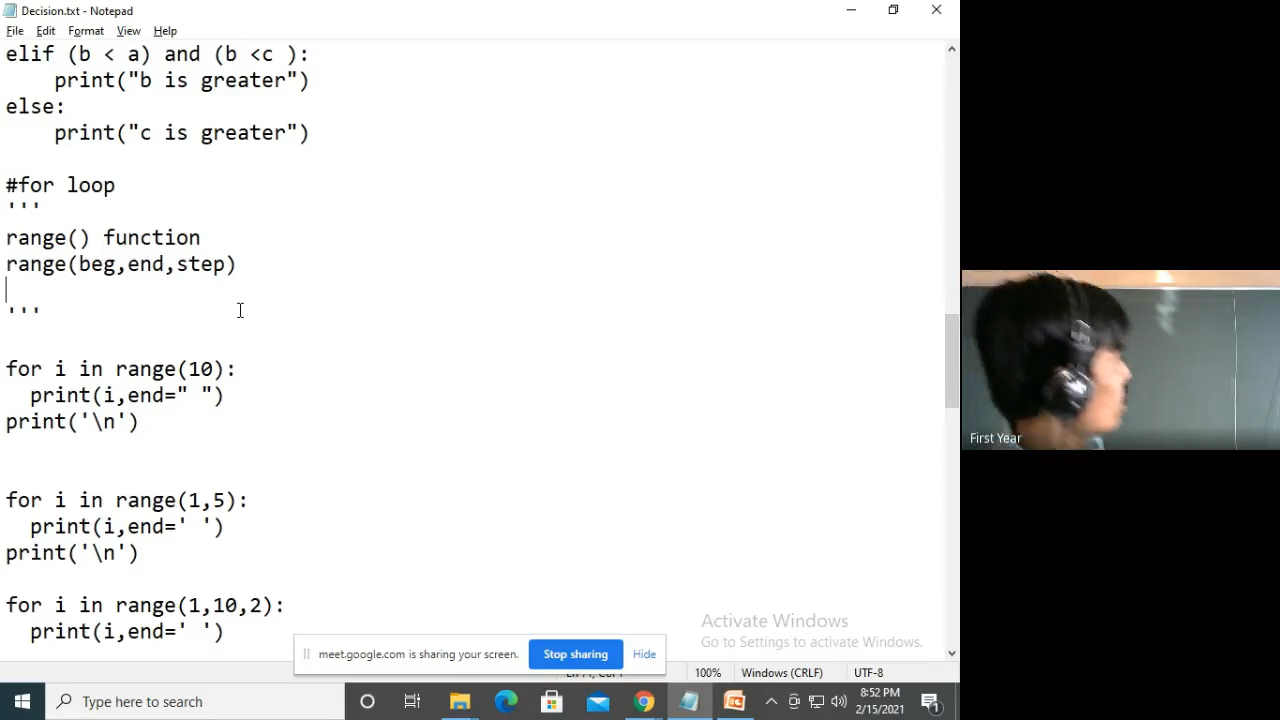 Decision.txt - Notepad
File Edit Format View Help
elif (b < a) and (b <c ):
    print("b is greater")
else:
    print("c is greater")
#for loop
'''
range() function
range(beg,end,step)
'''
for i in range(10):
  print(i,end=" ")
print('\n')
for i in range(1,5):
  print(i,end=' ')
print('\n')
for i in range(1,10,2):
  print(i,end=' ')
First Year
Activate Windows
Go to Settings to activate Windows.
meet.google.com is sharing your screen. Stop sharing Hide
100% Windows (CRLF) UTF-8
Type here to search
8:52 PM
2/15/2021
1